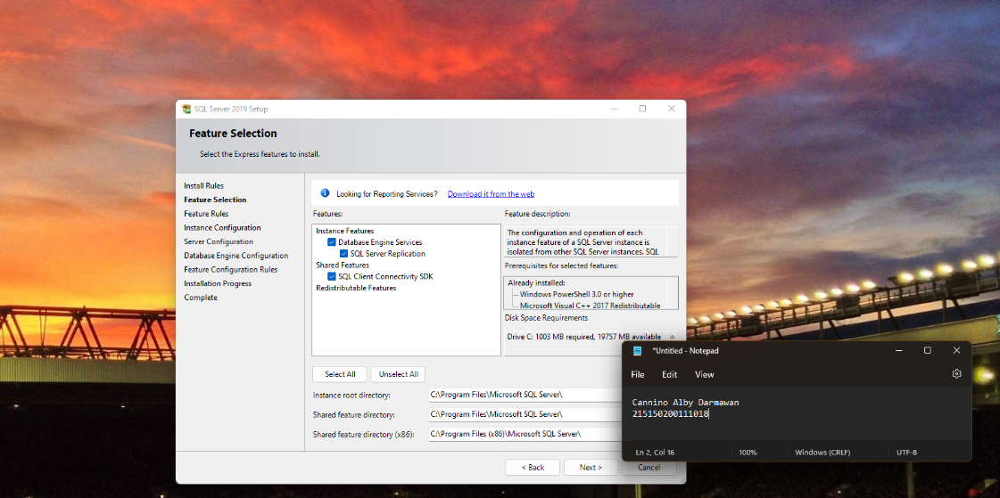 SQL Server 2019 Setup
Feature Selection
Select the Express features to install.
Install Rules
Feature Selection
Feature Rules
Instance Configuration
Server Configuration
Database Engine Configuration
Feature Configuration Rules
Installation Progress
Complete
Looking for Reporting Services? Download it from the web
Features:
Instance Features
Database Engine Services
SQL Server Replication
Shared Features
SQL Client Connectivity SDK
Redistributable Features
Feature description:
The configuration and operation of each
instance feature of a SQL Server instance is
isolated from other SQL Server instances. SQL
Prerequisites for selected features:
Already installed:
Windows PowerShell 3.0 or higher
Microsoft Visual C++ 2017 Redistributable
Disk Space Requirements
Drive C: 1003 MB required, 19757 MB available
Select All Unselect All
Instance root directory: C:\Program Files\Microsoft SQL Server\
Shared feature directory: C:\Program Files\Microsoft SQL Server\
Shared feature directory (x86): C:\Program Files (x86)\Microsoft SQL Server\
< Back Next > Cancel
*Untitled - Notepad
File Edit View
Cannino Alby Darmawan
215150200111018
Ln 2, Col 16 100% Windows (CRLF) UTF-8